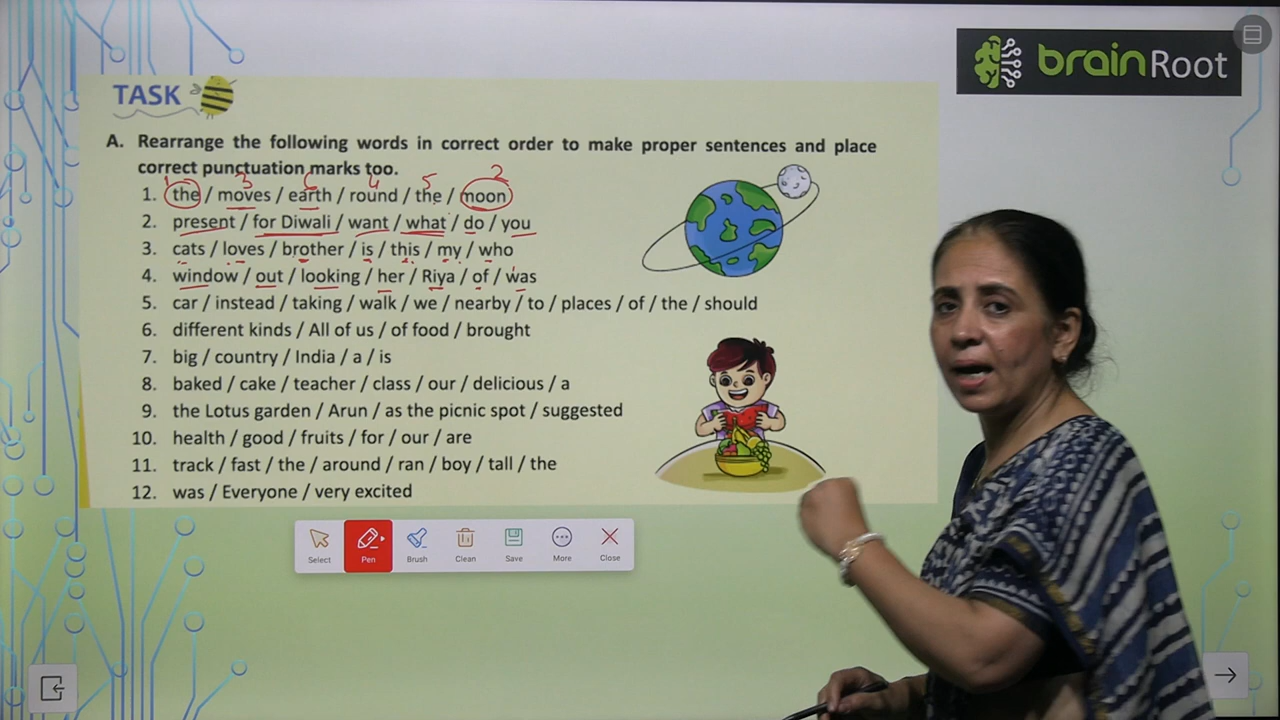 brainRoot
TASK
A. Rearrange the following words in correct order to make proper sentences and place
correct punctuation marks too.
1 3 6 4 5 2
1. the / moves / earth / round / the / moon
2. present / for Diwali / want / what / do / you
3. cats / loves / brother / is / this / my / who
4. window / out / looking / her / Riya / of / was
5. car / instead / taking / walk / we / nearby / to / places / of / the / should
6. different kinds / All of us / of food / brought
7. big / country / India / a / is
8. baked / cake / teacher / class / our / delicious / a
9. the Lotus garden / Arun / as the picnic spot / suggested
10. health / good / fruits / for / our / are
11. track / fast / the / around / ran / boy / tall / the
12. was / Everyone / very excited
Select Pen Brush Clean Save More Close